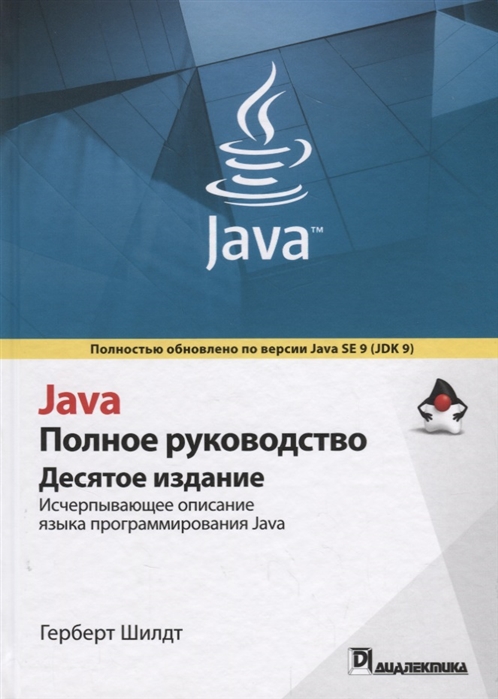 Java™
Полностью обновлено по версии Java SE 9 (JDK 9)
Java
Полное руководство
Десятое издание
Исчерпывающее описание
языка программирования Java
Герберт Шилдт
ДИАЛЕКТИКА